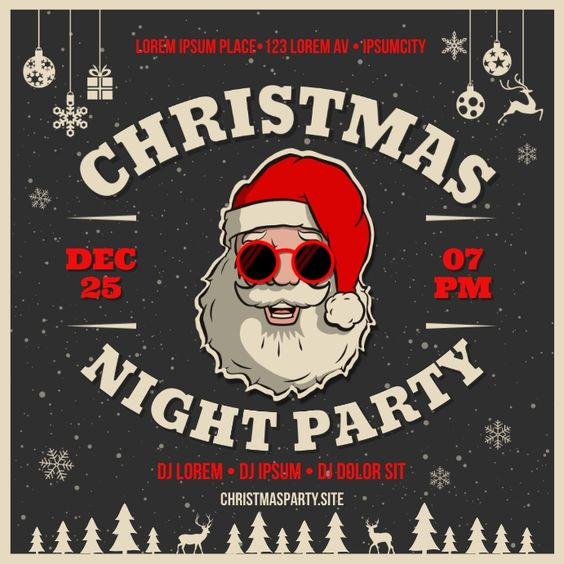 LOREM IPSUM PLACE • 123 LOREM AV • IPSUMCITY
CHRISTMAS
DEC
25
07
PM
NIGHT PARTY
DJ LOREM • DJ IPSUM • DJ DOLOR SIT
CHRISTMASPARTY.SITE